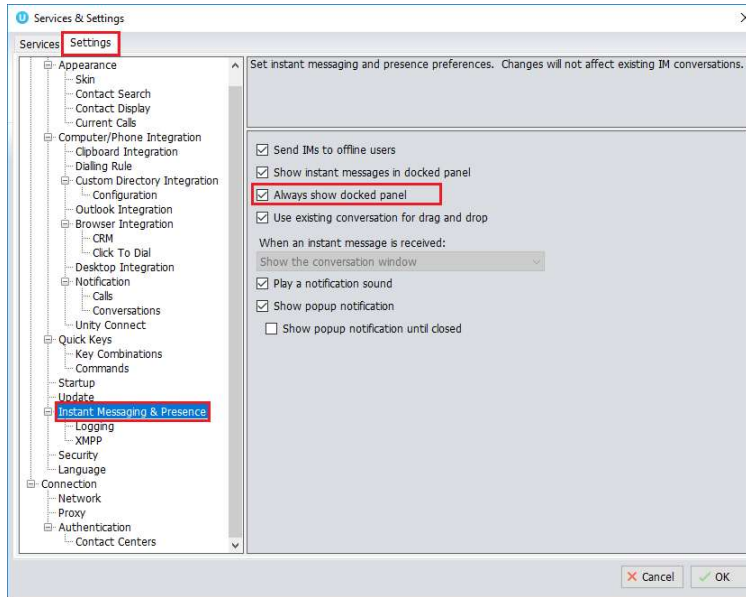 Services & Settings
Services Settings
Appearance
Skin
Contact Search
Contact Display
Current Calls
Computer/Phone Integration
Clipboard Integration
Dialling Rule
Custom Directory Integration
Configuration
Outlook Integration
Browser Integration
CRM
Click To Dial
Desktop Integration
Notification
Calls
Conversations
Unity Connect
Quick Keys
Key Combinations
Commands
Startup
Update
Instant Messaging & Presence
Logging
XMPP
Security
Language
Connection
Network
Proxy
Authentication
Contact Centers
Set instant messaging and presence preferences. Changes will not affect existing IM conversations.
Send IMs to offline users
Show instant messages in docked panel
Always show docked panel
Use existing conversation for drag and drop
When an instant message is received:
Show the conversation window
Play a notification sound
Show popup notification
Show popup notification until closed
Cancel OK